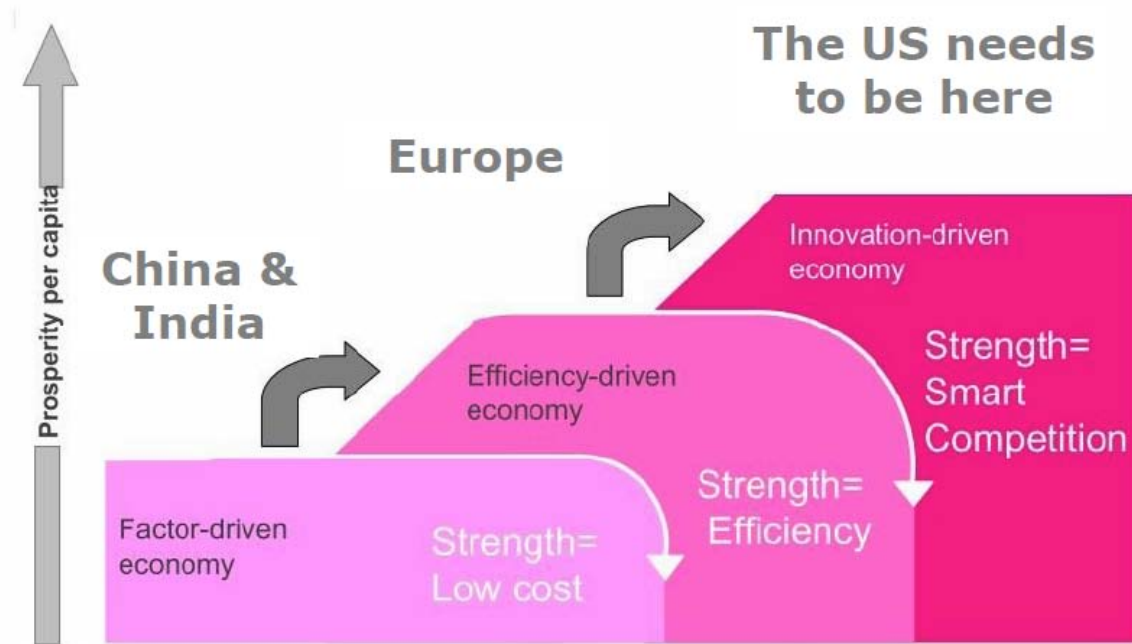 The US needs
to be here
Europe
China &
India
Prosperity per capita
Innovation-driven
economy
Strength=
Smart
Competition
Efficiency-driven
economy
Strength=
Efficiency
Factor-driven
economy
Strength=
Low cost